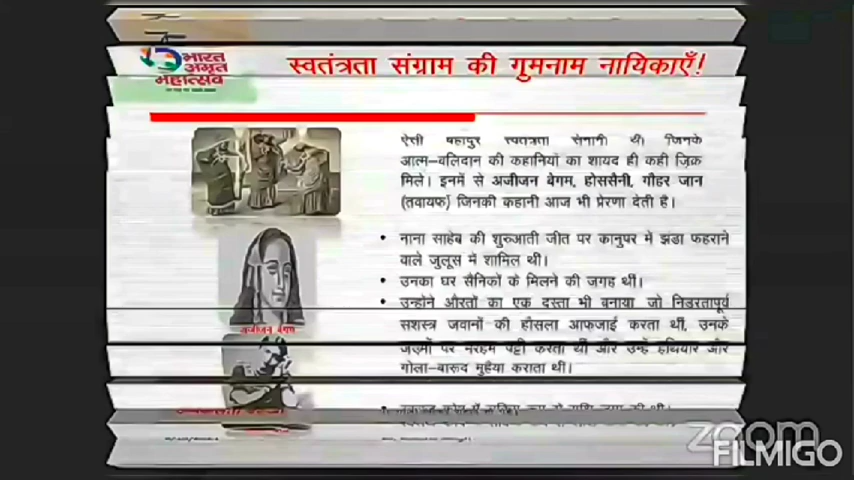 भारत
अमृत
महोत्सव
स्वतंत्रता संग्राम की गुमनाम नायिकाएँ!
ऐसी बहादुर स्वतंत्रता सेनानी थीं जिनके
आत्म–बलिदान की कहानियों का शायद ही कही ज़िक्र
मिले। इनमें से अजीजन बेगम, होससैनी, गौहर जान
(तवायफ) जिनकी कहानी आज भी प्रेरणा देती है।
• नाना साहेब की शुरुआती जीत पर कानुपर में झंडा फहराने
वाले जुलूस में शामिल थी।
• उनका घर सैनिकों के मिलने की जगह थीं।
• उन्होंने औरतों का एक दस्ता भी बनाया जो निडरतापूर्व
सशस्त्र जवानों की हौसला आफजाई करता थीं, उनके
जख़्मों पर मरहम पट्टी करता थीं और उन्हें हथियार और
गोला–बारूद मुहैया कराता थी।
अजीजन बेगम
zoom
FILMIGO